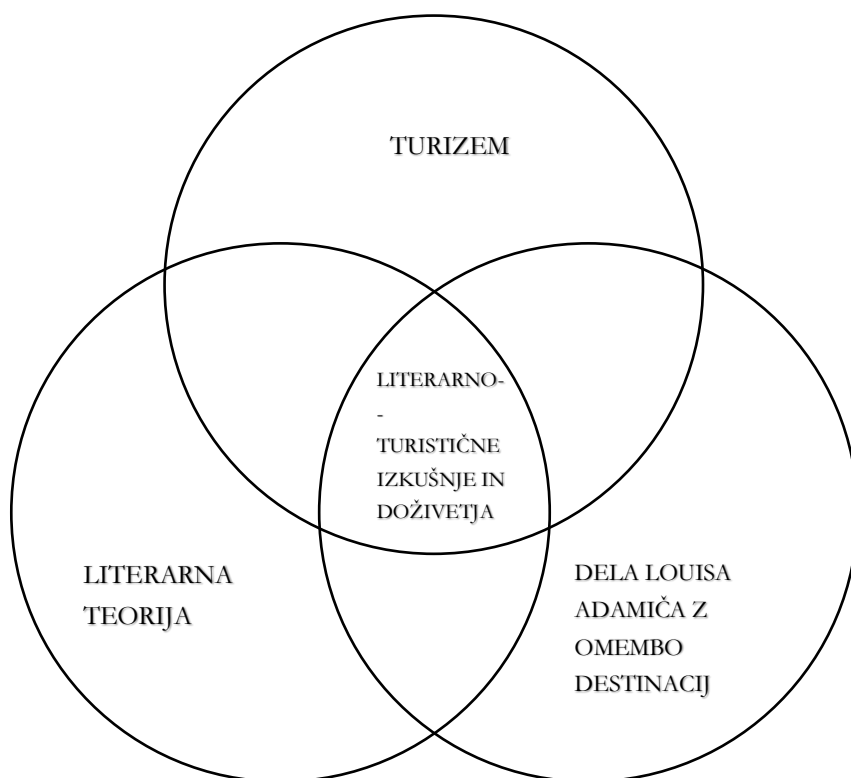 TURIZEM
LITERARNO-
-
TURISTIČNE
IZKUŠNJE IN
DOŽIVETJA
LITERARNA
TEORIJA
DELA LOUISA
ADAMIČA Z
OMEMBO
DESTINACIJ